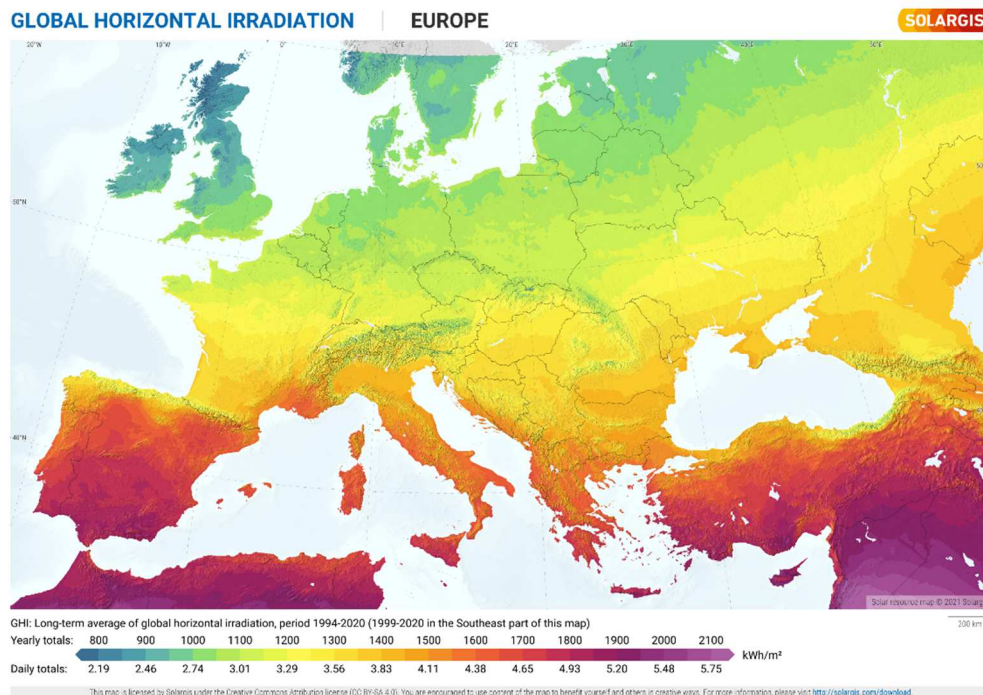 GLOBAL HORIZONTAL IRRADIATION EUROPE SOLARGIS
20°W 10°W 0° 10°E 20°E 30°E 40°E 50°E
50°N
40°N
Solar resource map © 2021 Solargis
200 km
GHI: Long-term average of global horizontal irradiation, period 1994-2020 (1999-2020 in the Southeast part of this map)
Yearly totals: 800 900 1000 1100 1200 1300 1400 1500 1600 1700 1800 1900 2000 2100
kWh/m²
Daily totals: 2.19 2.46 2.74 3.01 3.29 3.56 3.83 4.11 4.38 4.65 4.93 5.20 5.48 5.75
This map is licensed by Solargis under the Creative Commons Attribution license (CC BY-SA 4.0). You are encouraged to use content of the map to benefit yourself and others in creative ways. For more information, please visit http://solargis.com/download